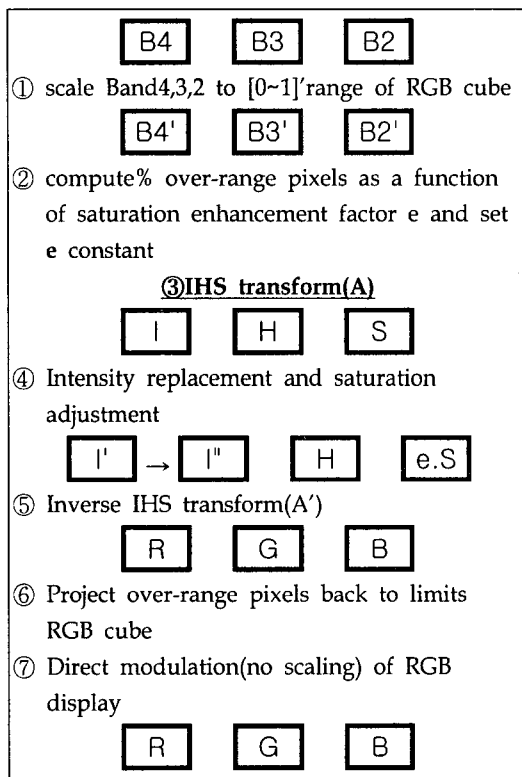 B4 B3 B2
① scale Band4,3,2 to [0~1]'range of RGB cube
B4' B3' B2'
② compute% over-range pixels as a function
of saturation enhancement factor e and set
e constant
③IHS transform(A)
I H S
④ Intensity replacement and saturation
adjustment
I' → I" H e.S
⑤ Inverse IHS transform(A′)
R G B
⑥ Project over-range pixels back to limits
RGB cube
⑦ Direct modulation(no scaling) of RGB
display
R G B